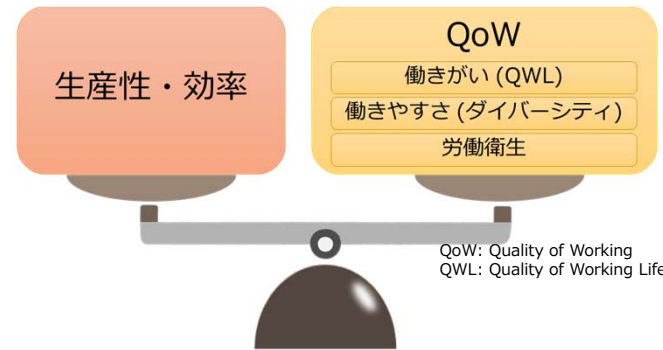 生産性・効率
QoW
働きがい (QWL)
働きやすさ (ダイバーシティ)
労働衛生
QoW: Quality of Working
QWL: Quality of Working Life